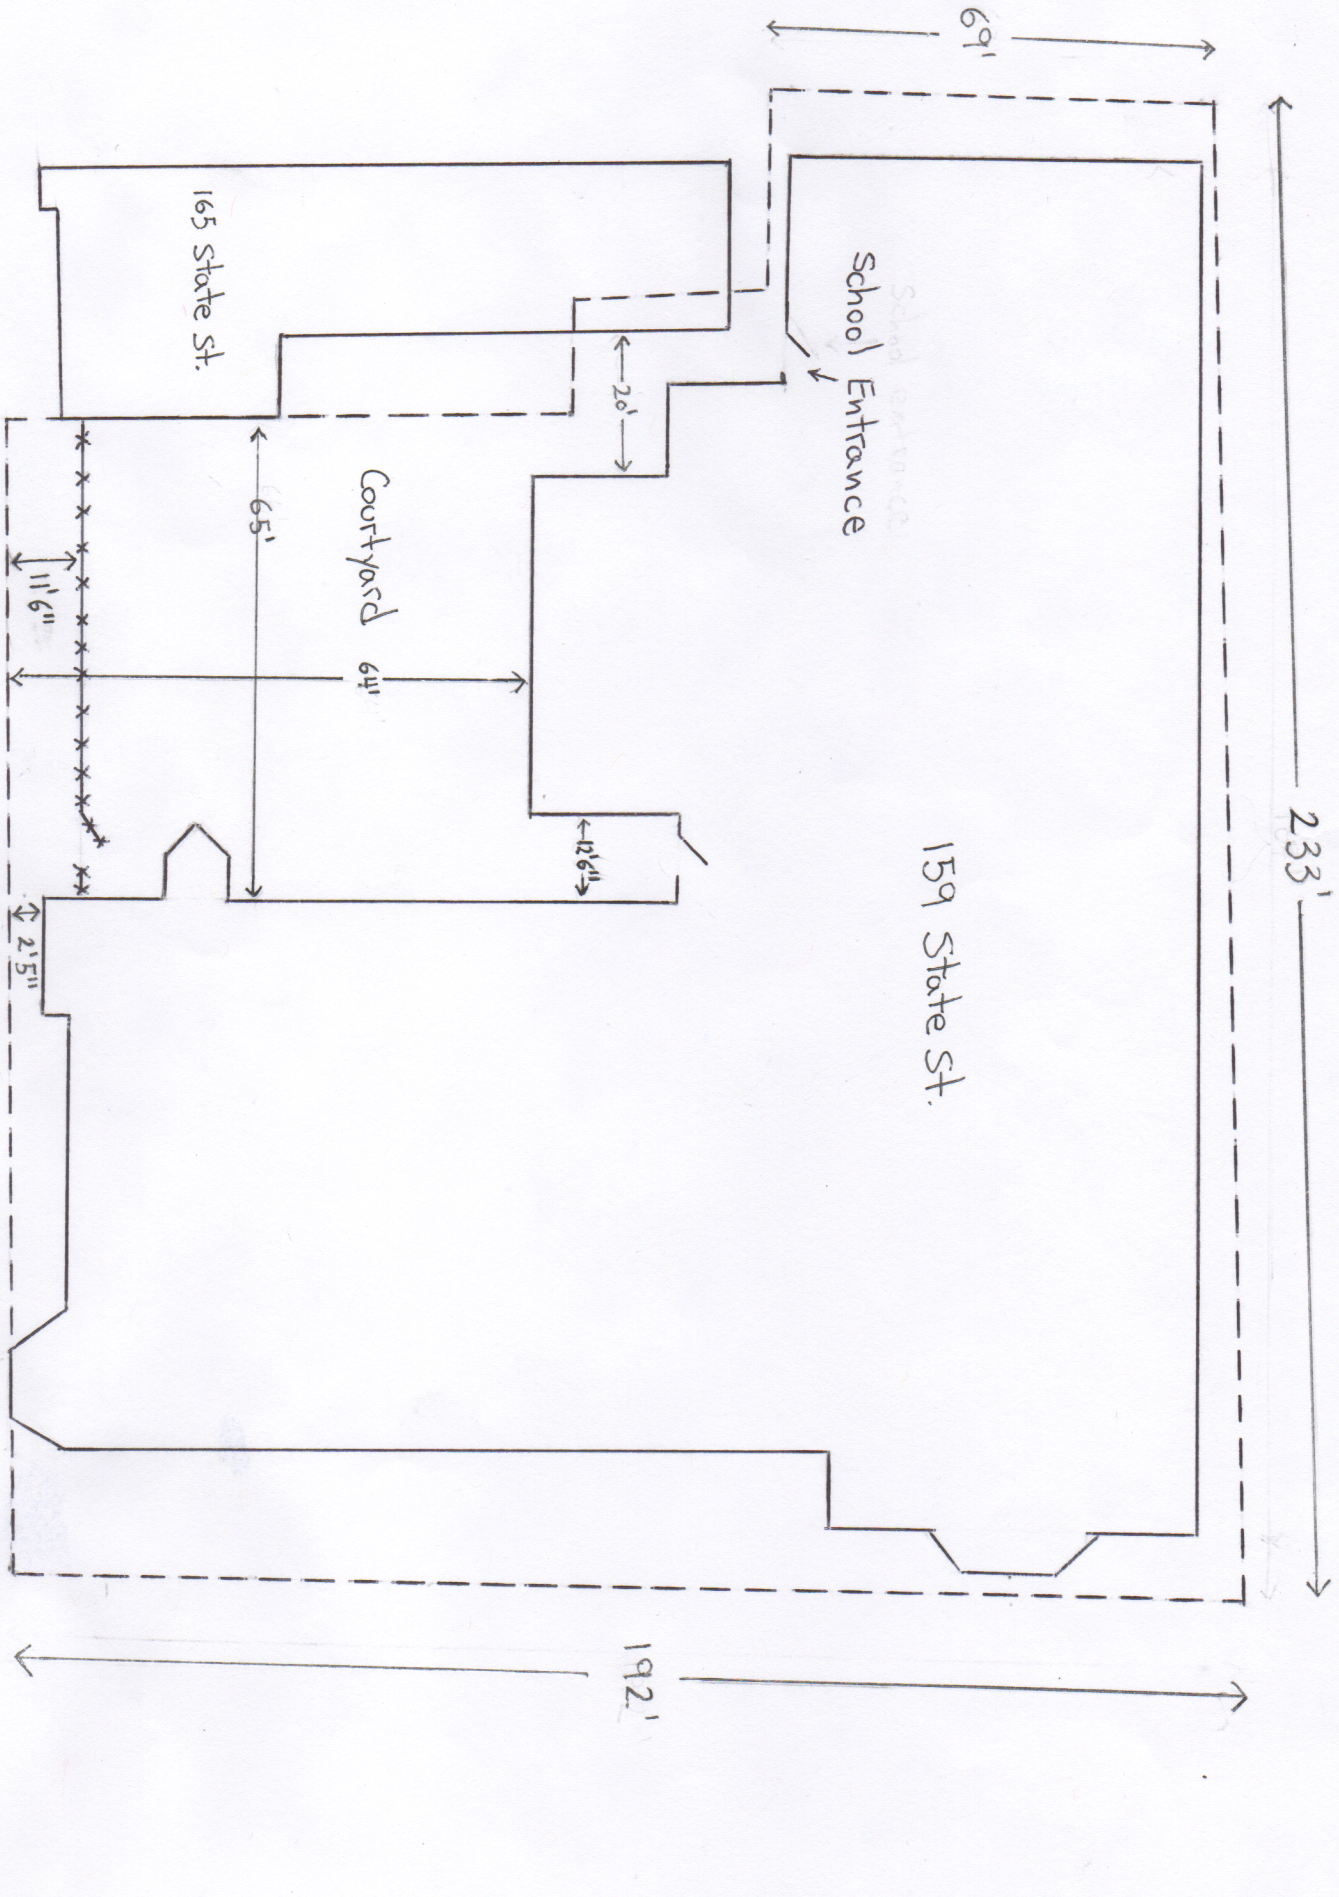 233'
69'
159 State St.
School Entrance
192'
20'
12'6"
Courtyard
64'
65'
165 State St.
11'6"
2'5"